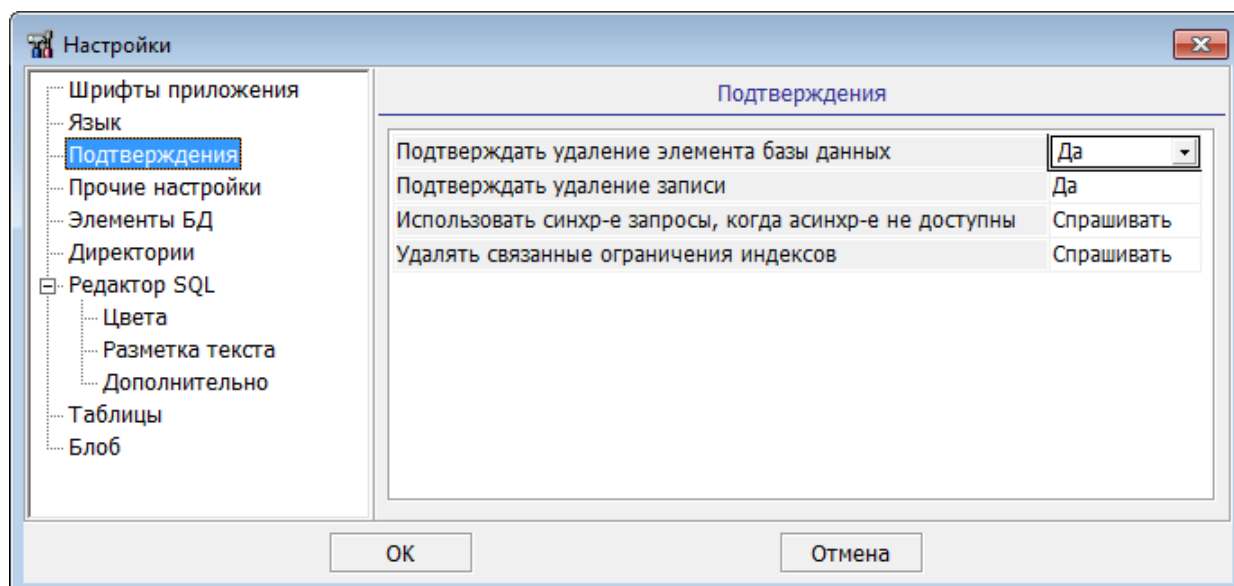 Настройки
Шрифты приложения
Язык
Подтверждения
Прочие настройки
Элементы БД
Директории
Редактор SQL
Цвета
Разметка текста
Дополнительно
Таблицы
Блоб
Подтверждения
Подтверждать удаление элемента базы данных Да
Подтверждать удаление записи Да
Использовать синхр-е запросы, когда асинхр-е не доступны Спрашивать
Удалять связанные ограничения индексов Спрашивать
OK Отмена